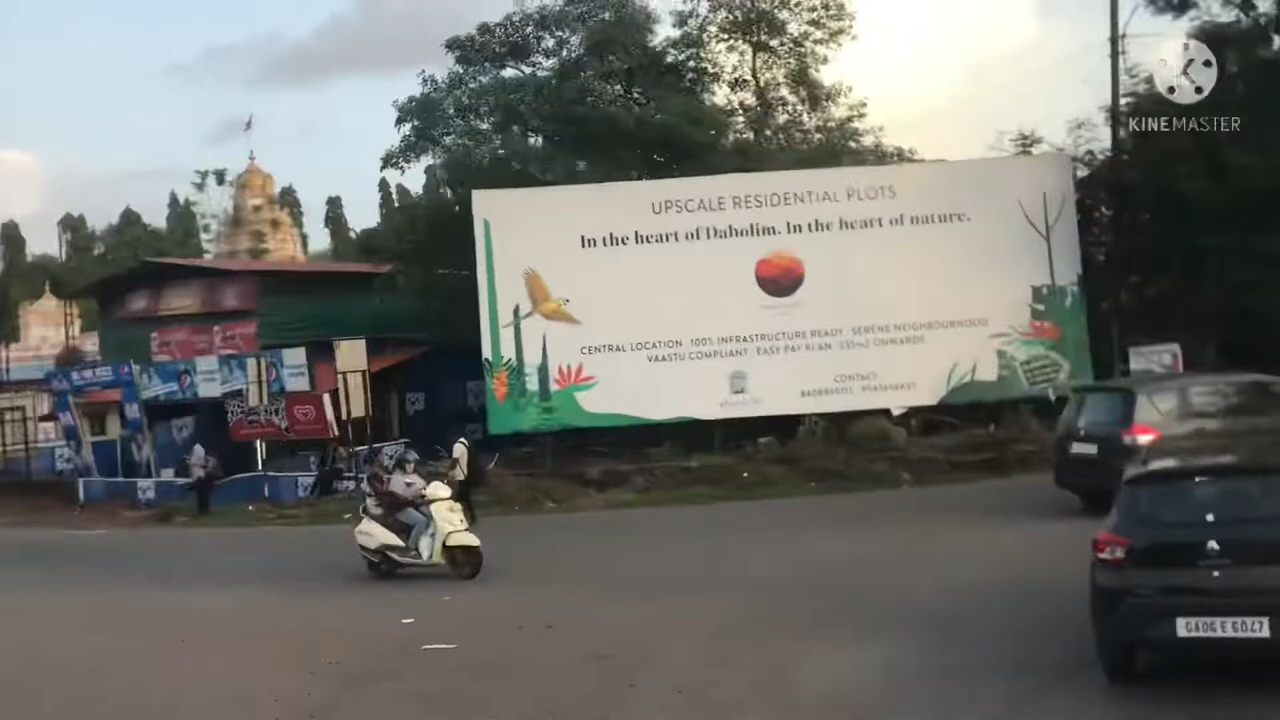 KINEMASTER
UPSCALE RESIDENTIAL PLOTS
In the heart of Dabolim. In the heart of nature.
CENTRAL LOCATION 100% INFRASTRUCTURE READY . SERENE NEIGHBOURHOOD
VAASTU COMPLIANT . EASY PAY PLAN . ONWARDS
CONTACT
GA06 E 6047